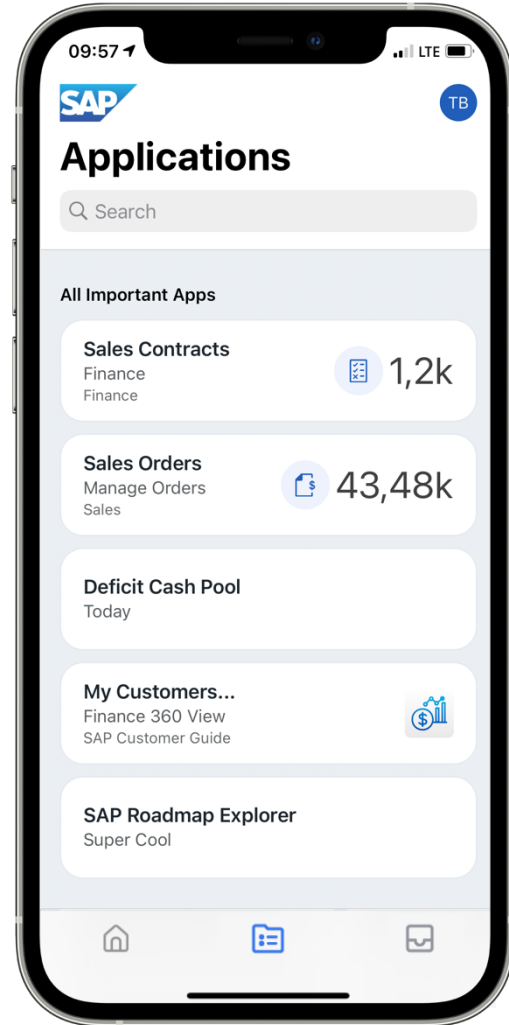 09:57
LTE
SAP
TB
Applications
Search
All Important Apps
Sales Contracts
Finance
Finance
1,2k
Sales Orders
Manage Orders
Sales
43,48k
Deficit Cash Pool
Today
My Customers...
Finance 360 View
SAP Customer Guide
SAP Roadmap Explorer
Super Cool